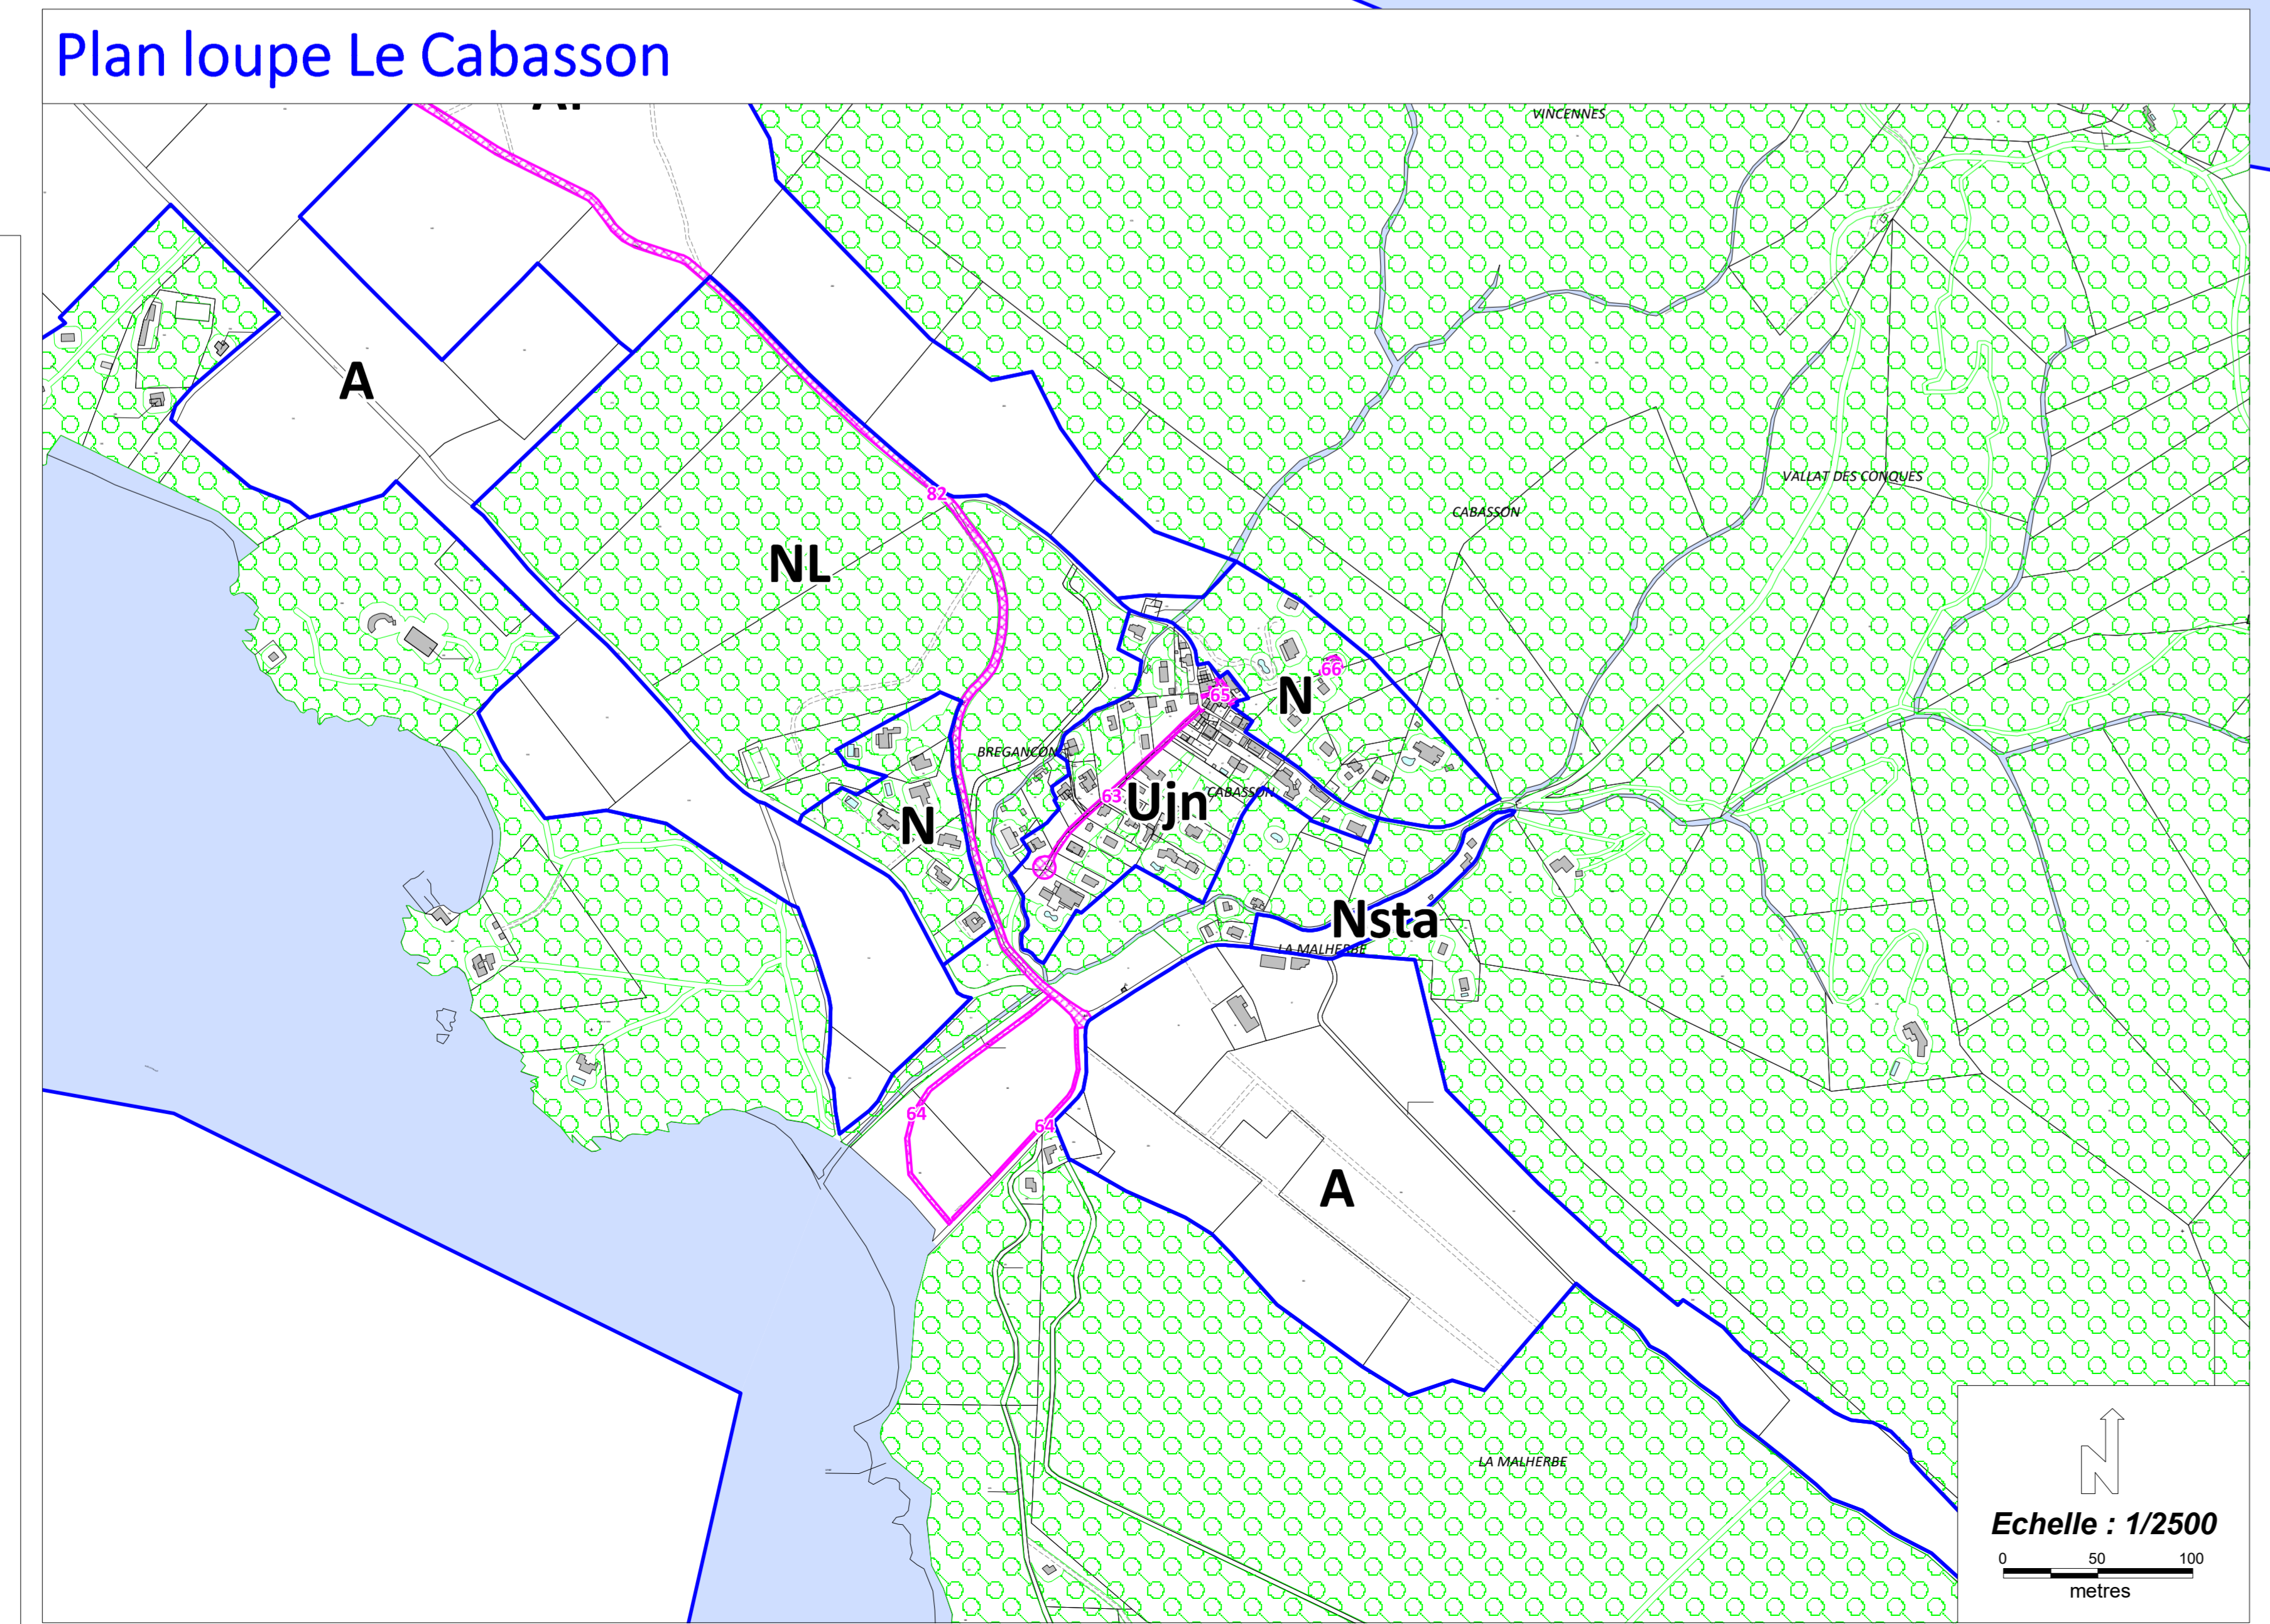 Plan loupe Le Cabasson
VINCENNES
A
VALLAT DES CONQUES
82
CABASSON
NL
66
65
N
BREGANCON
63
CABASSON
Ujn
N
Nsta
LA MALHERBE
64
64
A
LA MALHERBE
N
Echelle : 1/2500
0 50 100
metres